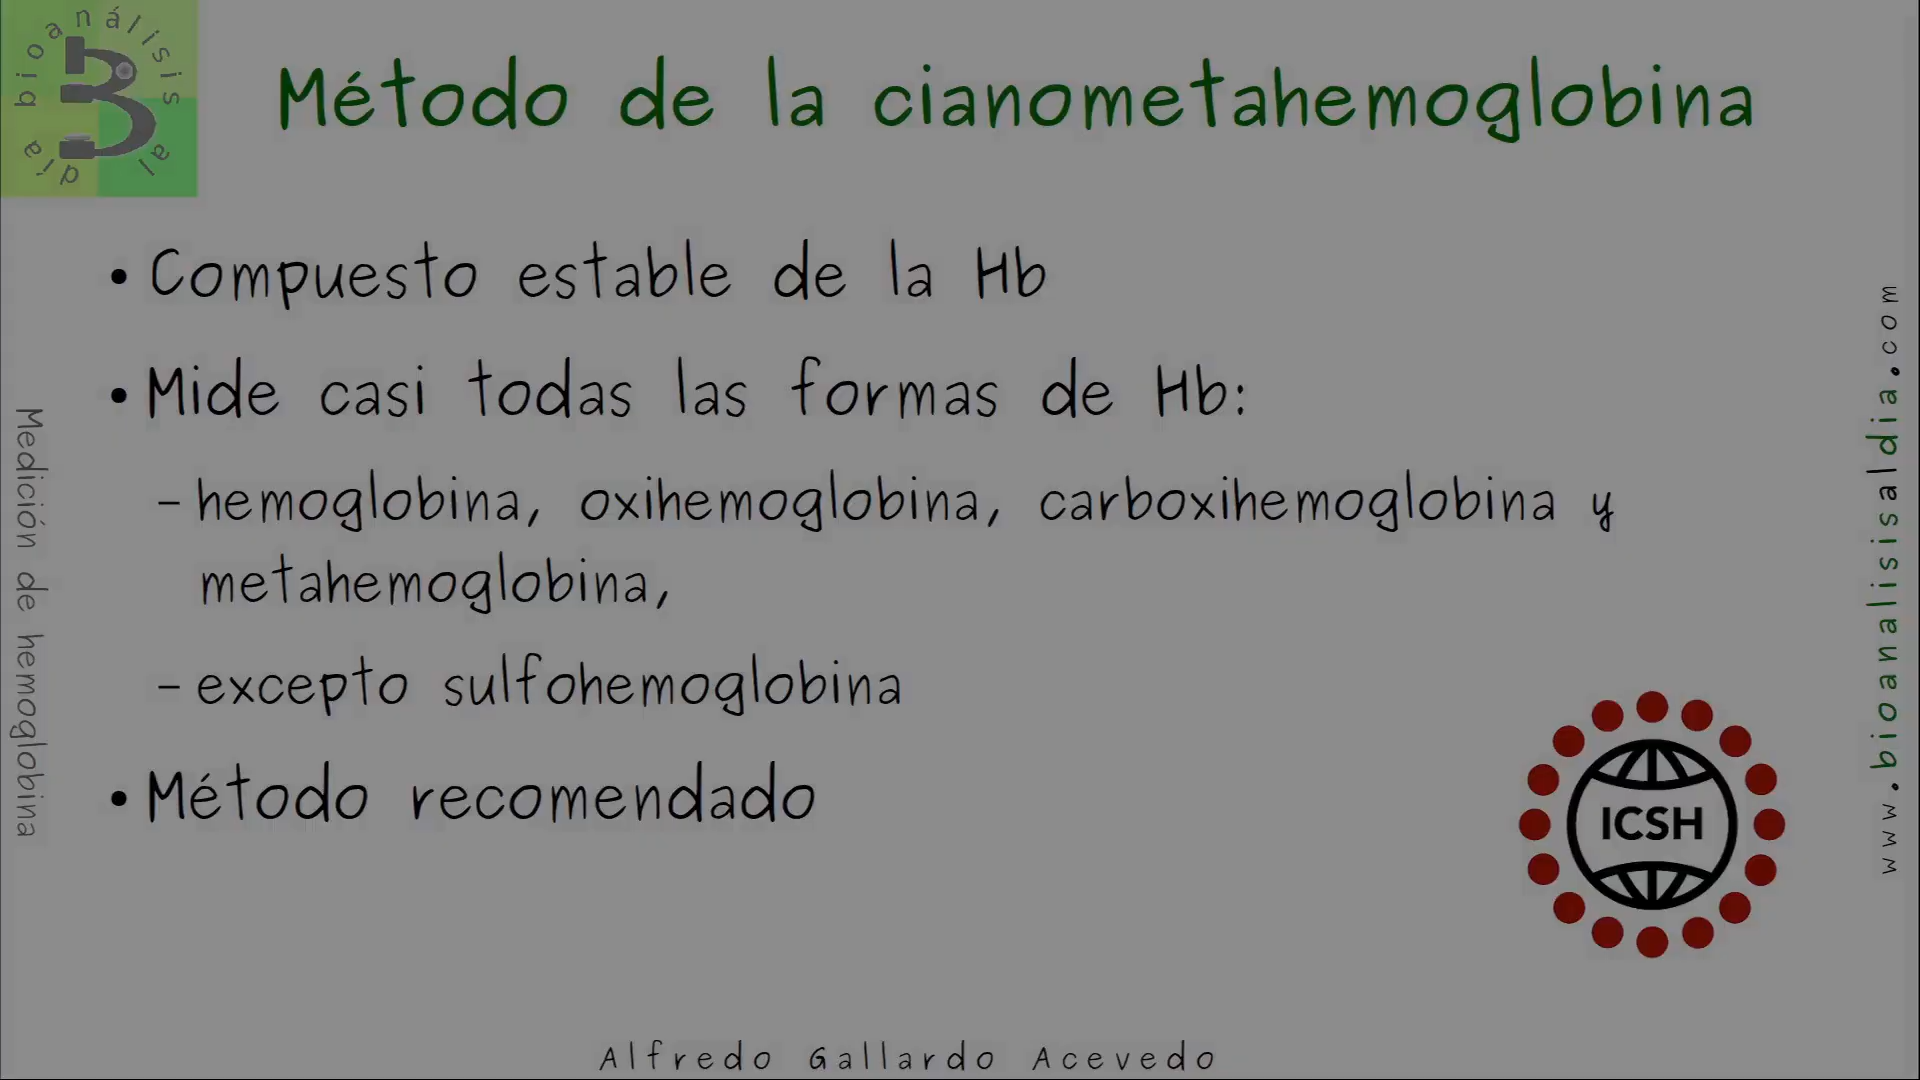 bioanálisis al día
Método de la cianometahemoglobina
• Compuesto estable de la Hb
• Mide casi todas las formas de Hb:
– hemoglobina, oxihemoglobina, carboxihemoglobina y
metahemoglobina,
– excepto sulfohemoglobina
• Método recomendado
ICSH
Medición de hemoglobina
www.bioanalisisaldia.com
Alfredo Gallardo Acevedo